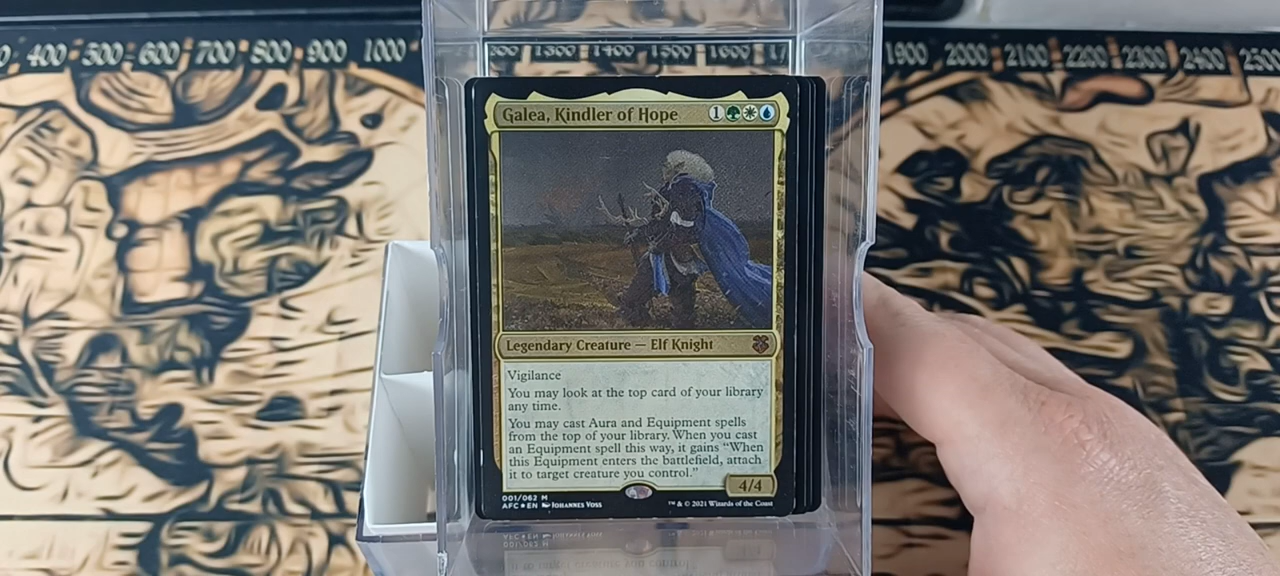 400 500 600 700 800 900 1000
1300 1400 1500 1600
1900 2000 2100 2200 2300 2400 2500
Galea, Kindler of Hope 1
Legendary Creature — Elf Knight
Vigilance
You may look at the top card of your library
any time.
You may cast Aura and Equipment spells
from the top of your library. When you cast
an Equipment spell this way, it gains “When
this Equipment enters the battlefield, attach
it to target creature you control.”
4/4
001/062 M
AFC ★ EN Johannes Voss
™ & © 2021 Wizards of the Coast